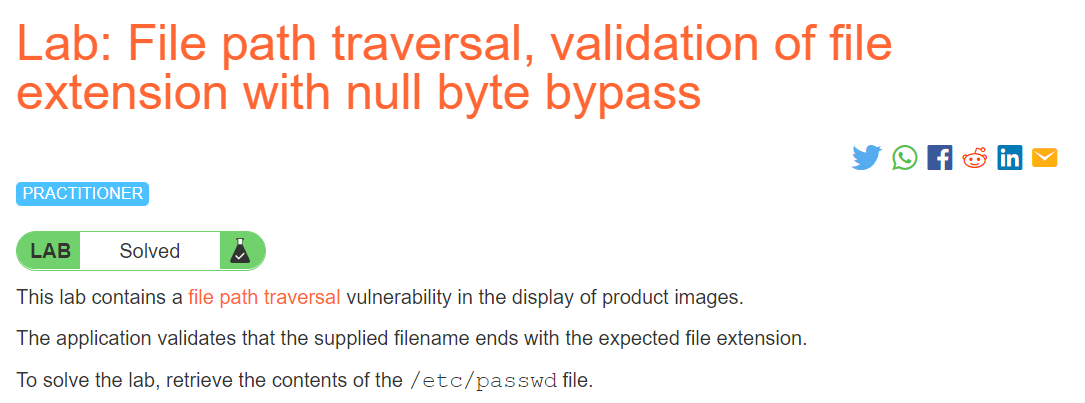 Lab: File path traversal, validation of file
extension with null byte bypass
PRACTITIONER
LAB Solved
This lab contains a file path traversal vulnerability in the display of product images.
The application validates that the supplied filename ends with the expected file extension.
To solve the lab, retrieve the contents of the /etc/passwd file.